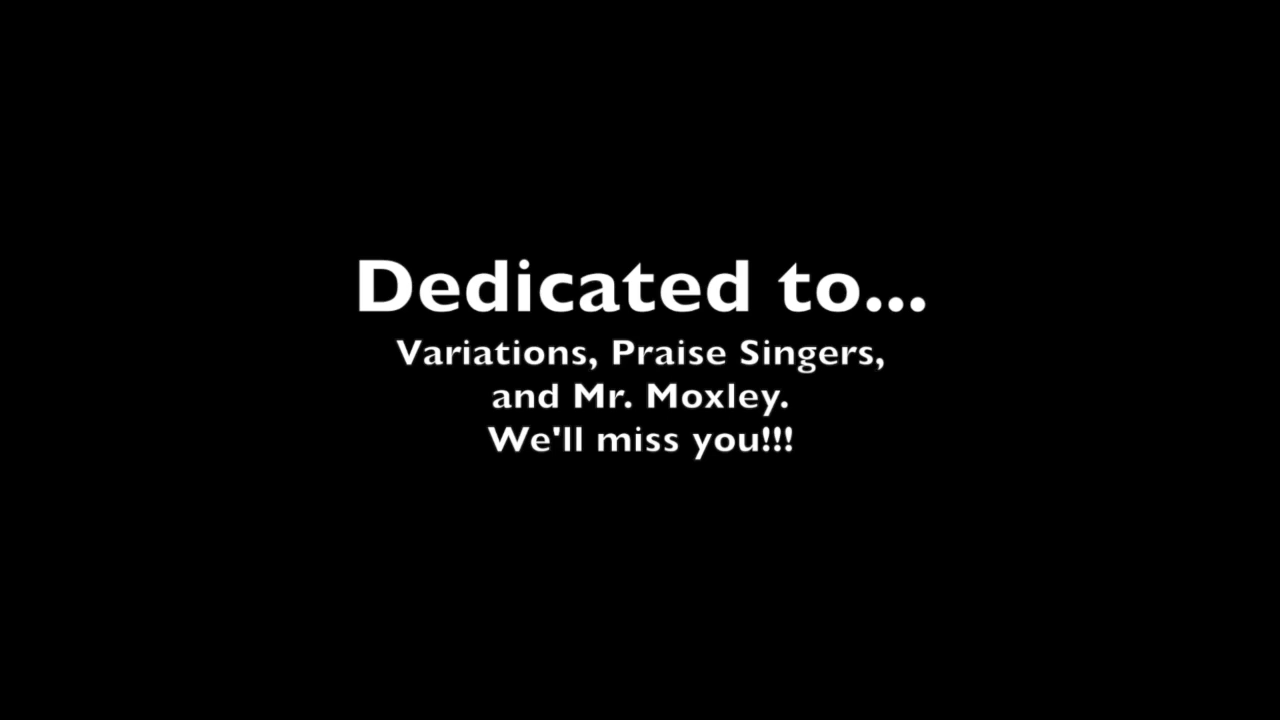 Dedicated to...
Variations, Praise Singers,
and Mr. Moxley.
We'll miss you!!!